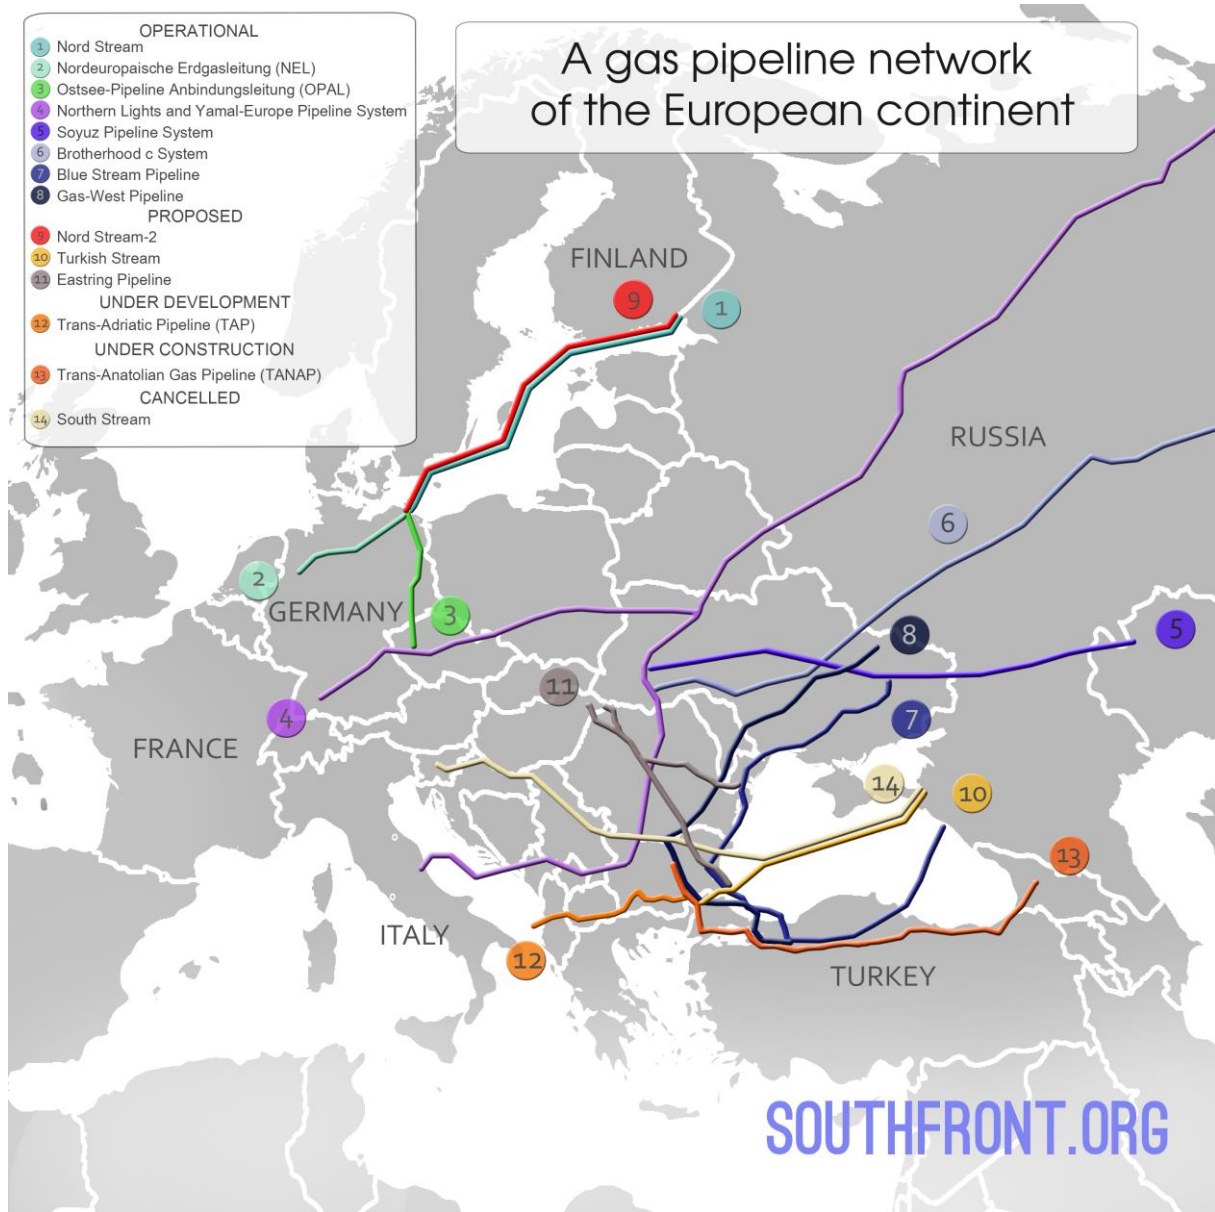 OPERATIONAL
1 Nord Stream
2 Nordeuropaische Erdgasleitung (NEL)
3 Ostsee-Pipeline Anbindungsleitung (OPAL)
4 Northern Lights and Yamal-Europe Pipeline System
5 Soyuz Pipeline System
6 Brotherhood c System
7 Blue Stream Pipeline
8 Gas-West Pipeline
PROPOSED
9 Nord Stream-2
10 Turkish Stream
11 Eastring Pipeline
UNDER DEVELOPMENT
12 Trans-Adriatic Pipeline (TAP)
UNDER CONSTRUCTION
13 Trans-Anatolian Gas Pipeline (TANAP)
CANCELLED
14 South Stream
A gas pipeline network
of the European continent
FINLAND
9
1
RUSSIA
6
2
GERMANY
3
8
5
11
4
7
FRANCE
14
10
13
ITALY
12
TURKEY
SOUTHFRONT.ORG